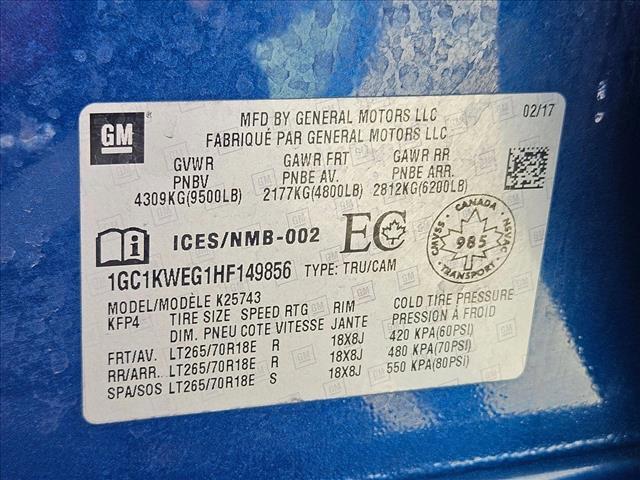 GM
MFD BY GENERAL MOTORS LLC
FABRIQUÉ PAR GENERAL MOTORS LLC
02/17
GVWR GAWR FRT GAWR RR
PNBV PNBE AV. PNBE ARR.
4309KG(9500LB) 2177KG(4800LB) 2812KG(6200LB)
i ICES/NMB-002 EC
CANADA
CMVSS 985 NSVAC
TRANSPORT
1GC1KWEG1HF149856 TYPE: TRU/CAM
MODEL/MODÈLE K25743
KFP4 TIRE SIZE SPEED RTG RIM COLD TIRE PRESSURE
DIM. PNEU COTE VITESSE JANTE PRESSION À FROID
FRT/AV. LT265/70R18E R 18X8J 420 KPA(60PSI)
RR/ARR. LT265/70R18E R 18X8J 480 KPA(70PSI)
SPA/SOS LT265/70R18E S 18X8J 550 KPA(80PSI)